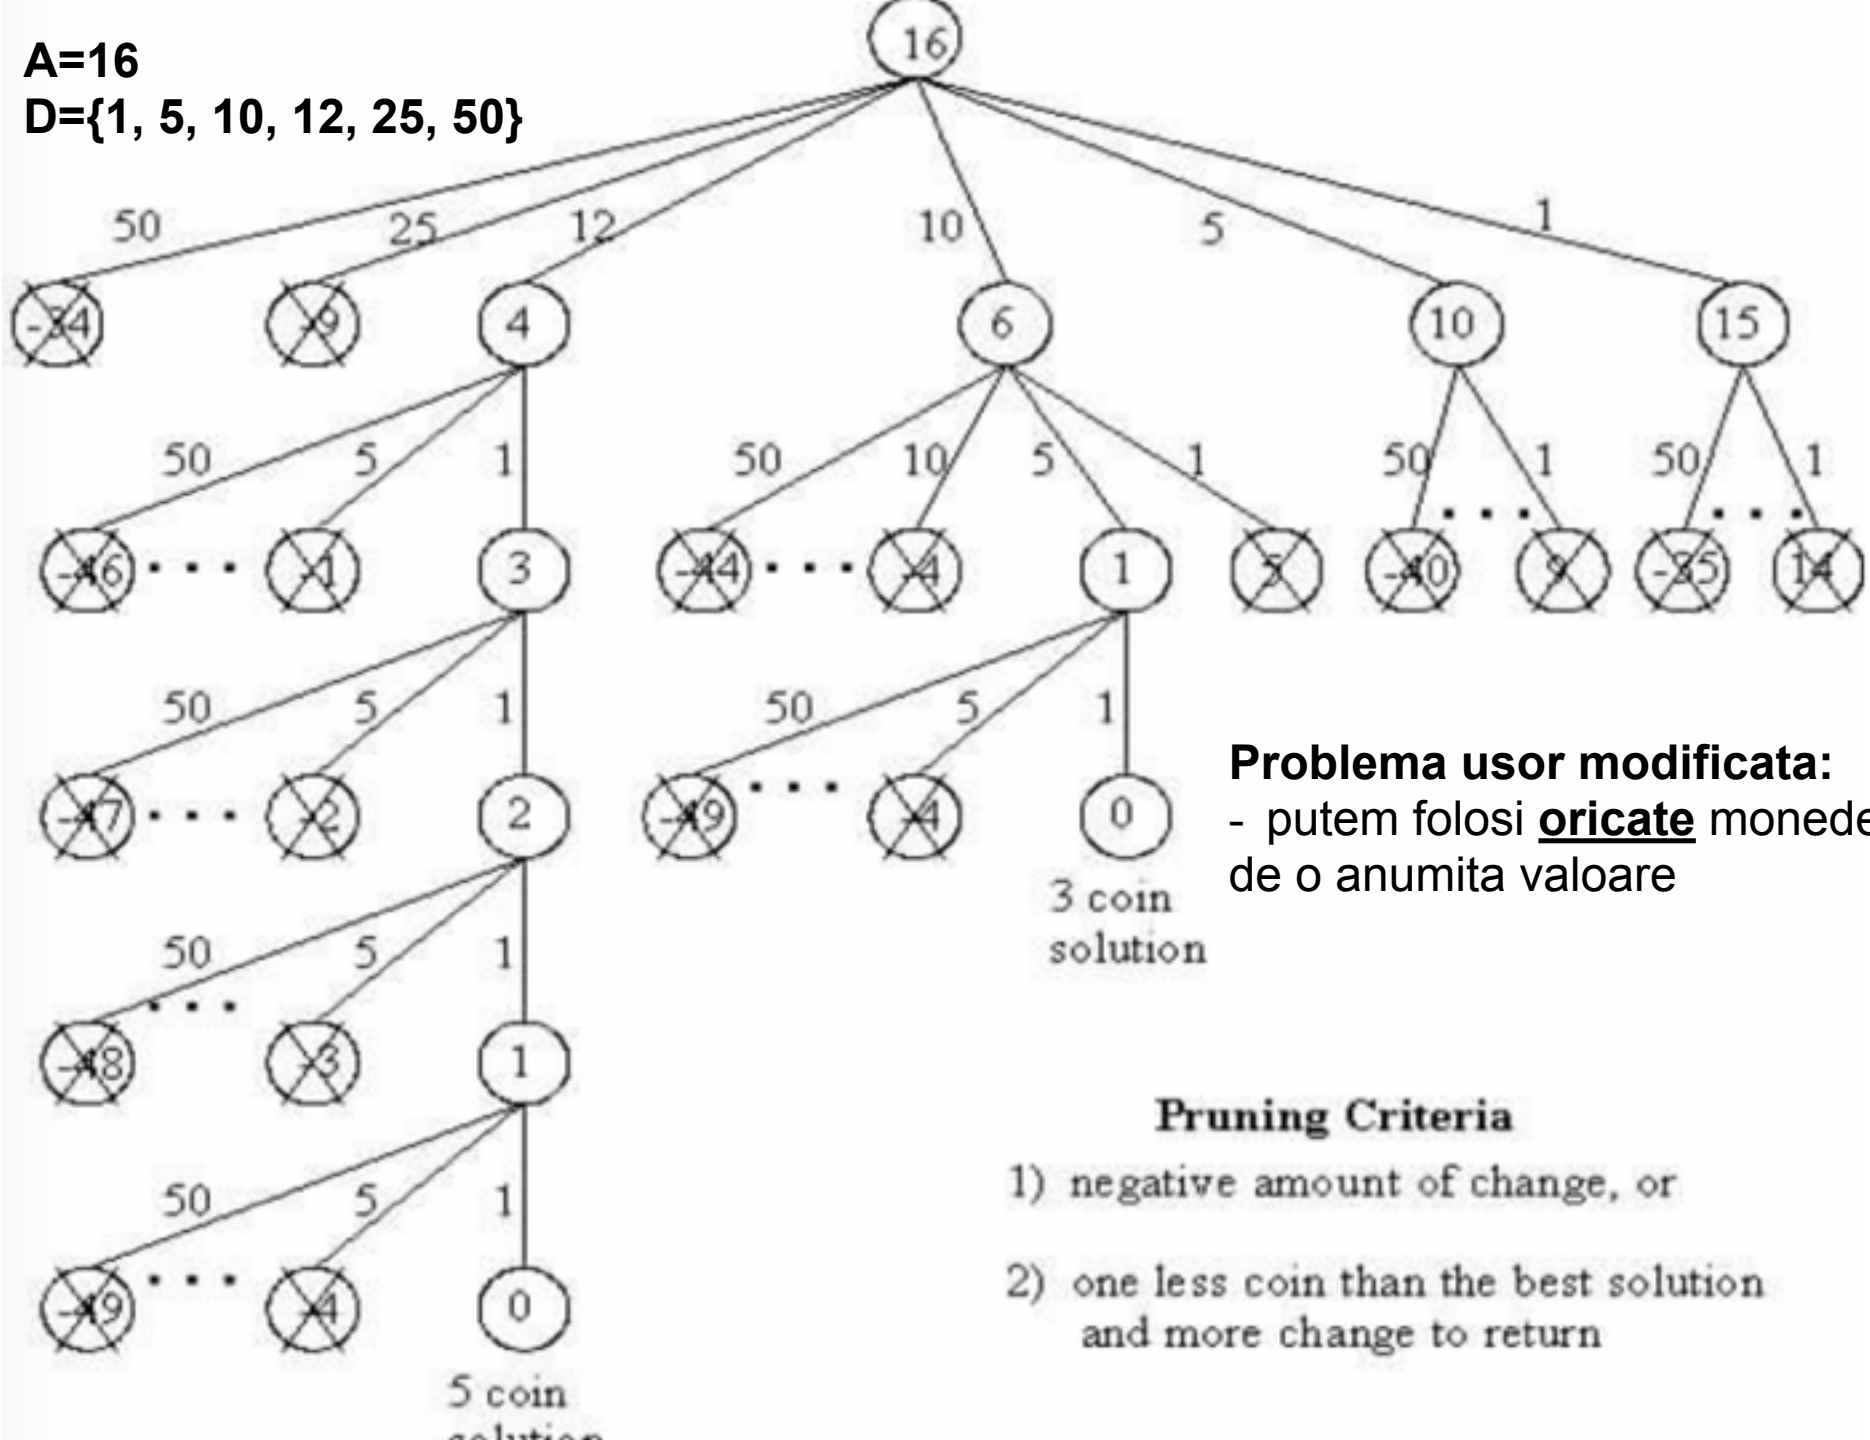 A=16
D={1, 5, 10, 12, 25, 50}
16
50 25 12 10 5 1
-34 -9 4 6 10 15
50 5 1 50 10 5 1 50 1 50 1
-46 . . . -1 3 -44 . . . -4 1 5 -40 . . . 9 -35 . . . 14
50 5 1 50 5 1
-47 . . . -2 2 -49 . . . -4 0
3 coin
solution
Problema usor modificata:
- putem folosi oricate monede
de o anumita valoare
50 5 1
-48 . . . -3 1
50 5 1
-49 . . . -4 0
5 coin
solution
Pruning Criteria
1) negative amount of change, or
2) one less coin than the best solution
and more change to return